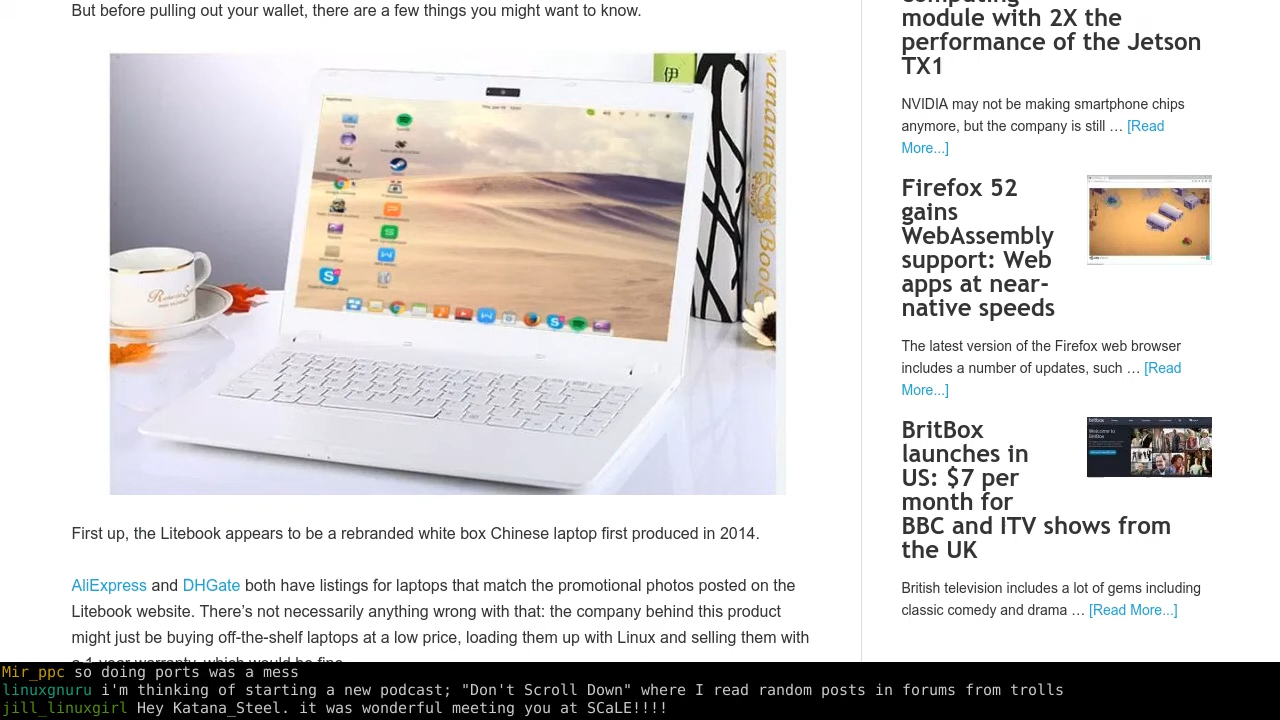 But before pulling out your wallet, there are a few things you might want to know.
伊
First up, the Litebook appears to be a rebranded white box Chinese laptop first produced in 2014.
AliExpress and DHGate both have listings for laptops that match the promotional photos posted on the
Litebook website. There's not necessarily anything wrong with that: the company behind this product
might just be buying off-the-shelf laptops at a low price, loading them up with Linux and selling them with
a 1-year warranty, which would be fine.
computing
module with 2X the
performance of the Jetson
TX1
NVIDIA may not be making smartphone chips
anymore, but the company is still … [Read
More...]
Firefox 52
gains
WebAssembly
support: Web
apps at near-
native speeds
The latest version of the Firefox web browser
includes a number of updates, such … [Read
More...]
BritBox
launches in
US: $7 per
month for
BBC and ITV shows from
the UK
British television includes a lot of gems including
classic comedy and drama … [Read More...]
Mir_ppc so doing ports was a mess
linuxgnuru i'm thinking of starting a new podcast; "Don't Scroll Down" where I read random posts in forums from trolls
jill_linuxgirl Hey Katana_Steel. it was wonderful meeting you at SCaLE!!!!